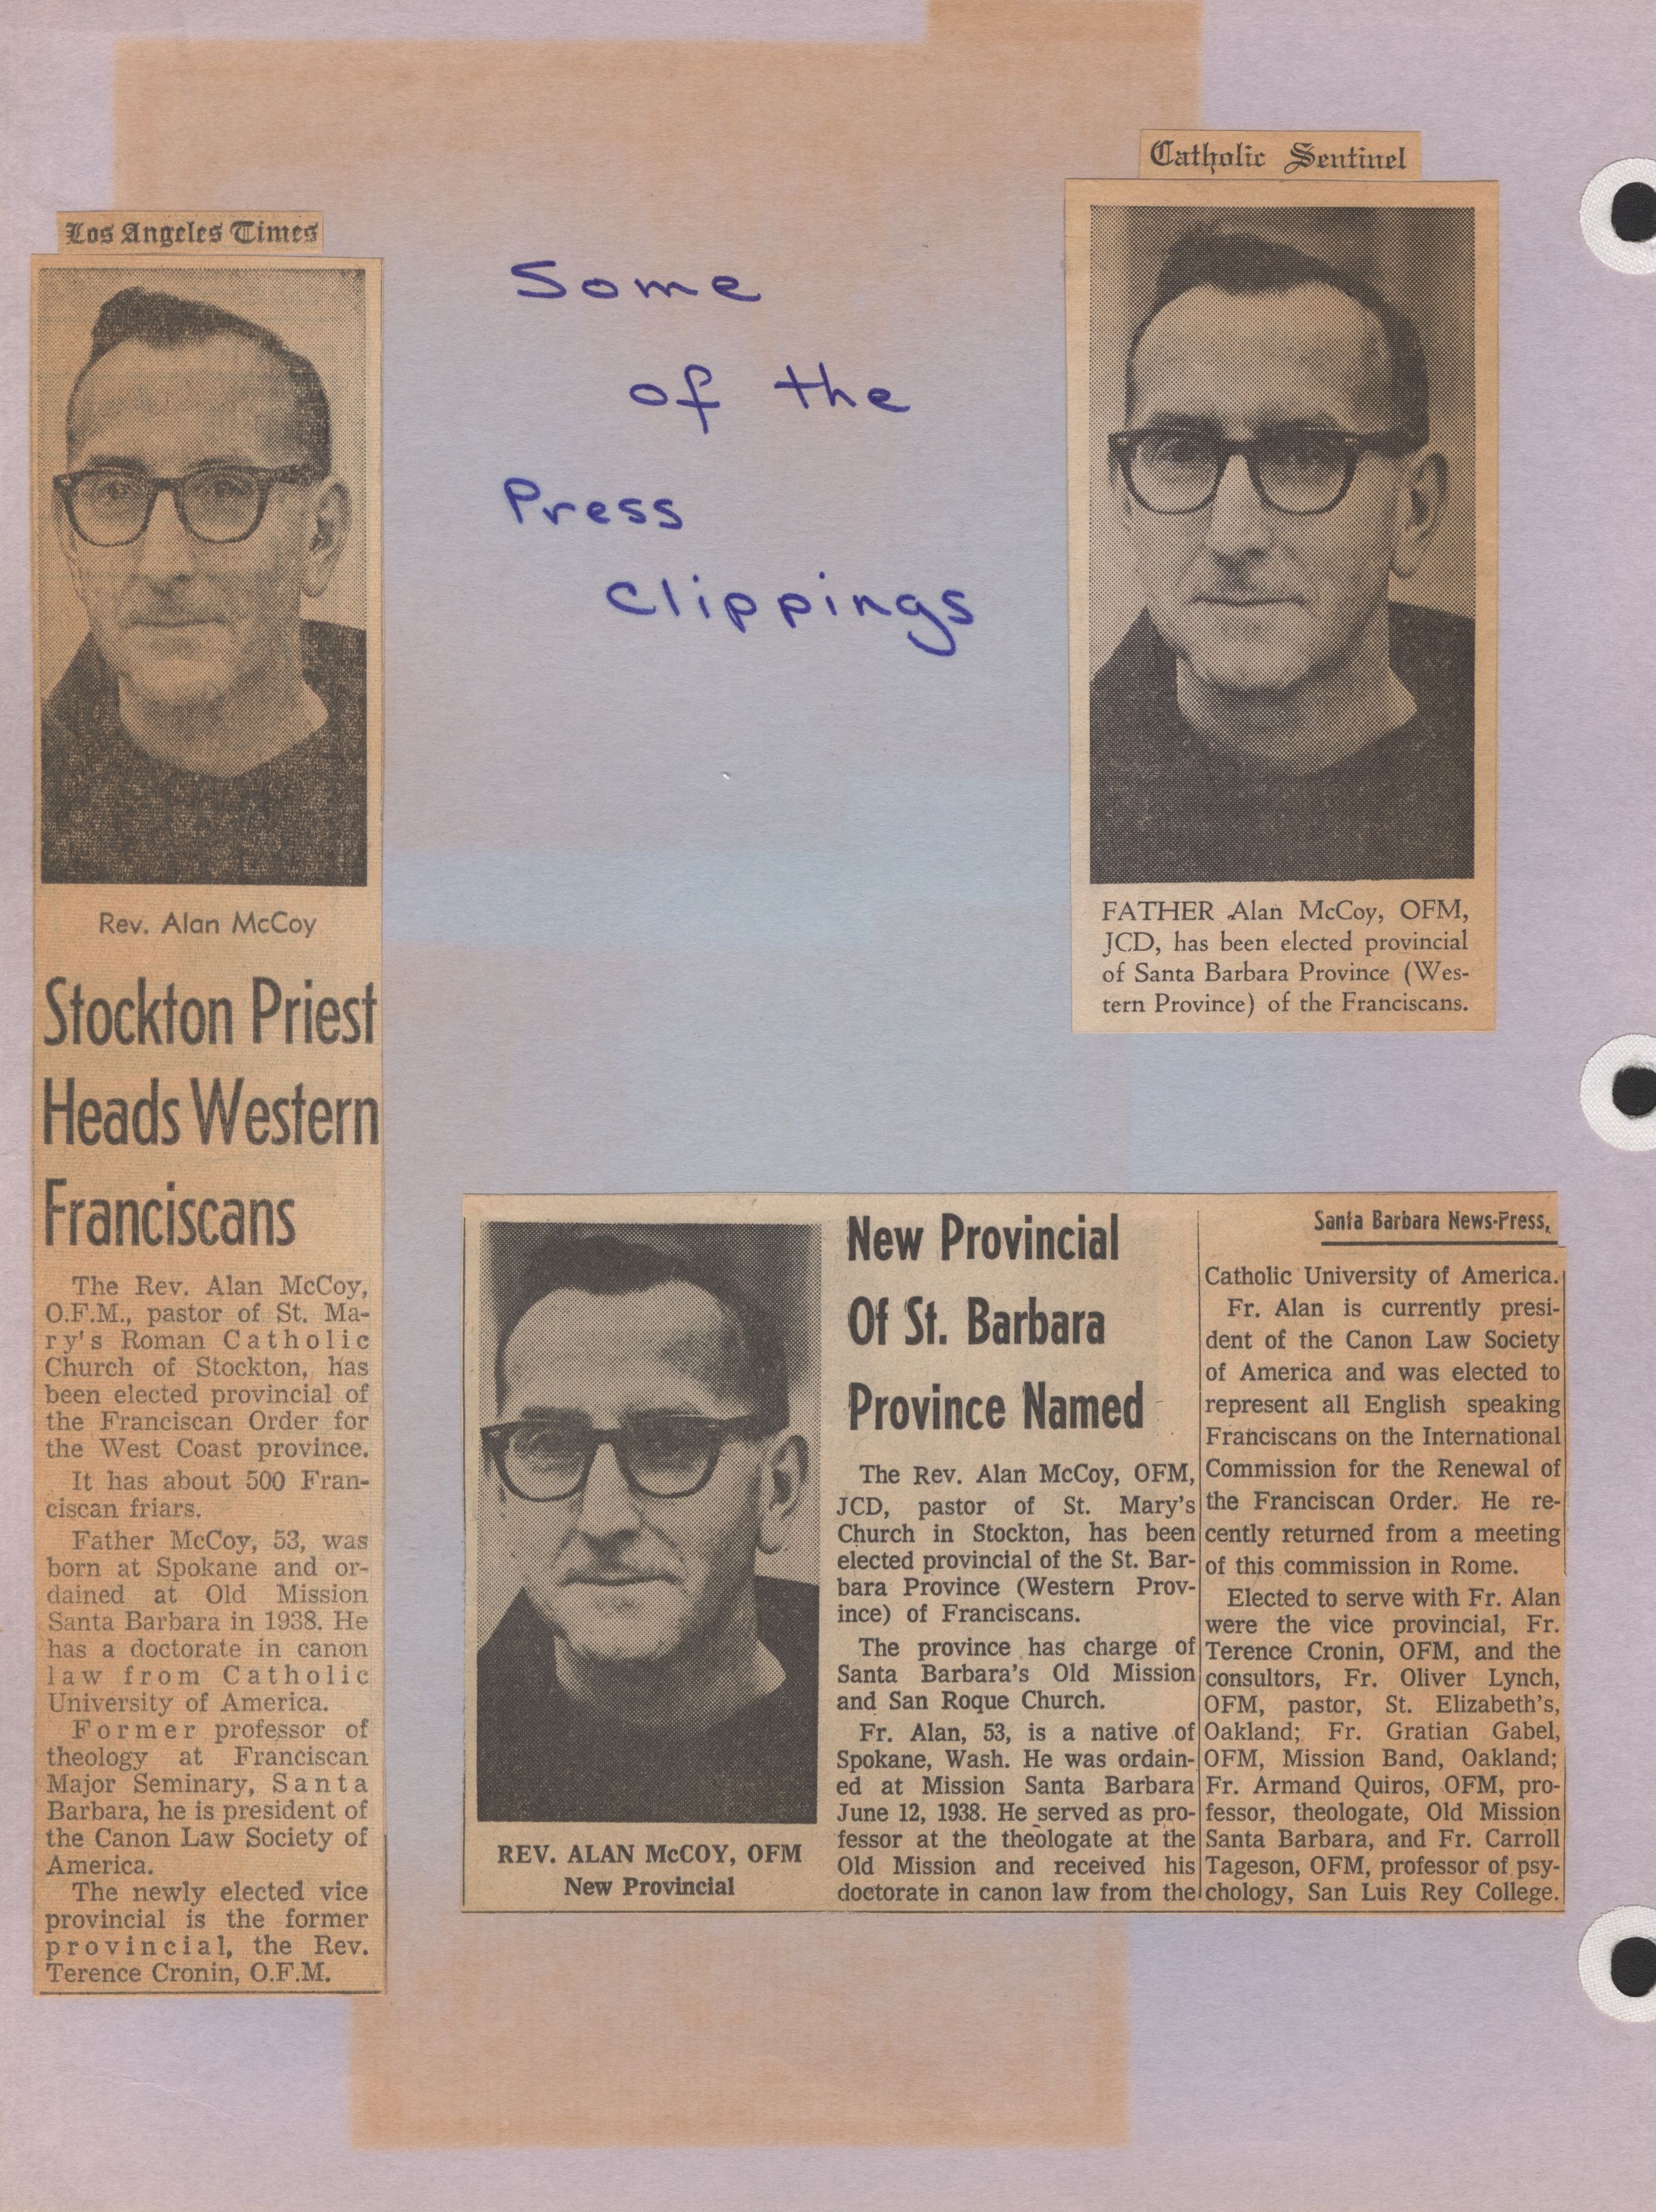 Los Angeles Times
Rev. Alan McCoy
Stockton Priest
Heads Western
Franciscans
The Rev. Alan McCoy,
O.F.M., pastor of St. Ma-
ry's Roman Catholic
Church of Stockton, has
been elected provincial of
the Franciscan Order for
the West Coast province.
It has about 500 Fran-
ciscan friars.
Father McCoy, 53, was
born at Spokane and or-
dained at Old Mission
Santa Barbara in 1938. He
has a doctorate in canon
law from Catholic
University of America.
Former professor of
theology at Franciscan
Major Seminary, Santa
Barbara, he is president of
the Canon Law Society of
America.
The newly elected vice
provincial is the former
provincial, the Rev.
Terence Cronin, O.F.M.
Some
of the
Press
Clippings
Catholic Sentinel
FATHER Alan McCoy, OFM,
JCD, has been elected provincial
of Santa Barbara Province (Wes-
tern Province) of the Franciscans.
REV. ALAN McCOY, OFM
New Provincial
New Provincial
Of St. Barbara
Province Named
The Rev. Alan McCoy, OFM,
JCD, pastor of St. Mary's
Church in Stockton, has been
elected provincial of the St. Bar-
bara Province (Western Prov-
ince) of Franciscans.
The province has charge of
Santa Barbara's Old Mission
and San Roque Church.
Fr. Alan, 53, is a native of
Spokane, Wash. He was ordain-
ed at Mission Santa Barbara
June 12, 1938. He served as pro-
fessor at the theologate at the
Old Mission and received his
doctorate in canon law from the
Santa Barbara News-Press,
Catholic University of America.
Fr. Alan is currently presi-
dent of the Canon Law Society
of America and was elected to
represent all English speaking
Franciscans on the International
Commission for the Renewal of
the Franciscan Order. He re-
cently returned from a meeting
of this commission in Rome.
Elected to serve with Fr. Alan
were the vice provincial, Fr.
Terence Cronin, OFM, and the
consultors, Fr. Oliver Lynch,
OFM, pastor, St. Elizabeth's,
Oakland; Fr. Gratian Gabel,
OFM, Mission Band, Oakland;
Fr. Armand Quiros, OFM, pro-
fessor, theologate, Old Mission
Santa Barbara, and Fr. Carroll
Tageson, OFM, professor of psy-
chology, San Luis Rey College.